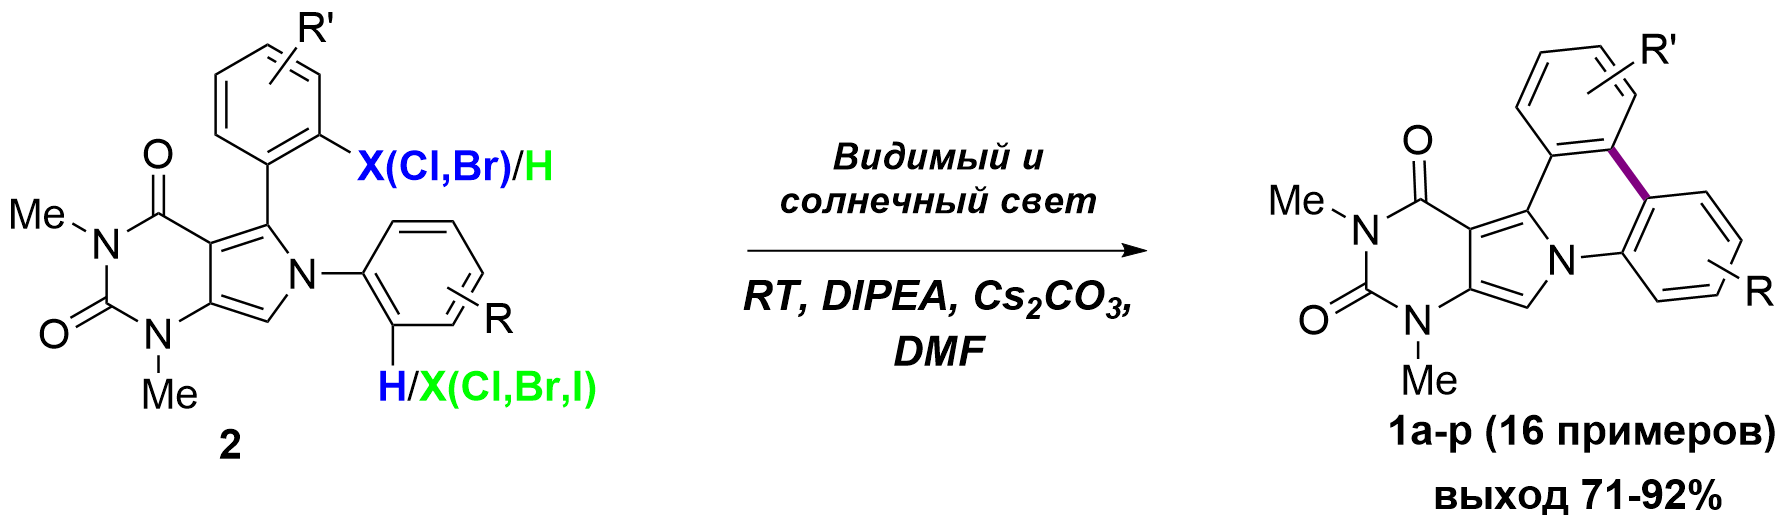 R'
O
X(Cl,Br)/H
Me
N
N
R
O
N
Me
H/X(Cl,Br,I)
2
Видимый и
солнечный свет
RT, DIPEA, Cs2CO3,
DMF
R'
O
Me
N
N
R
O
N
Me
1a-p (16 примеров)
выход 71-92%